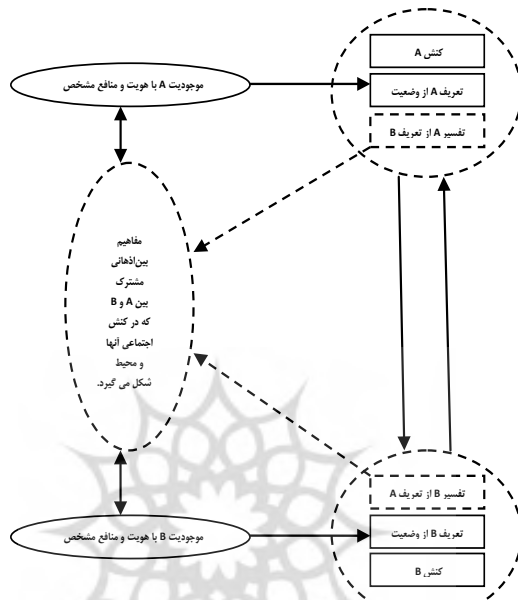 کنش A
موجودیت A با هویت و منافع مشخص
تعریف A از وضعیت
تفسیر A از تعریف B
مفاهیم
بین‌اذهانی
مشترک
بین A و B
که در کنش
اجتماعی آنها
و محیط
شکل می گیرد.
تفسیر B از تعریف A
موجودیت B با هویت و منافع مشخص
تعریف B از وضعیت
کنش B